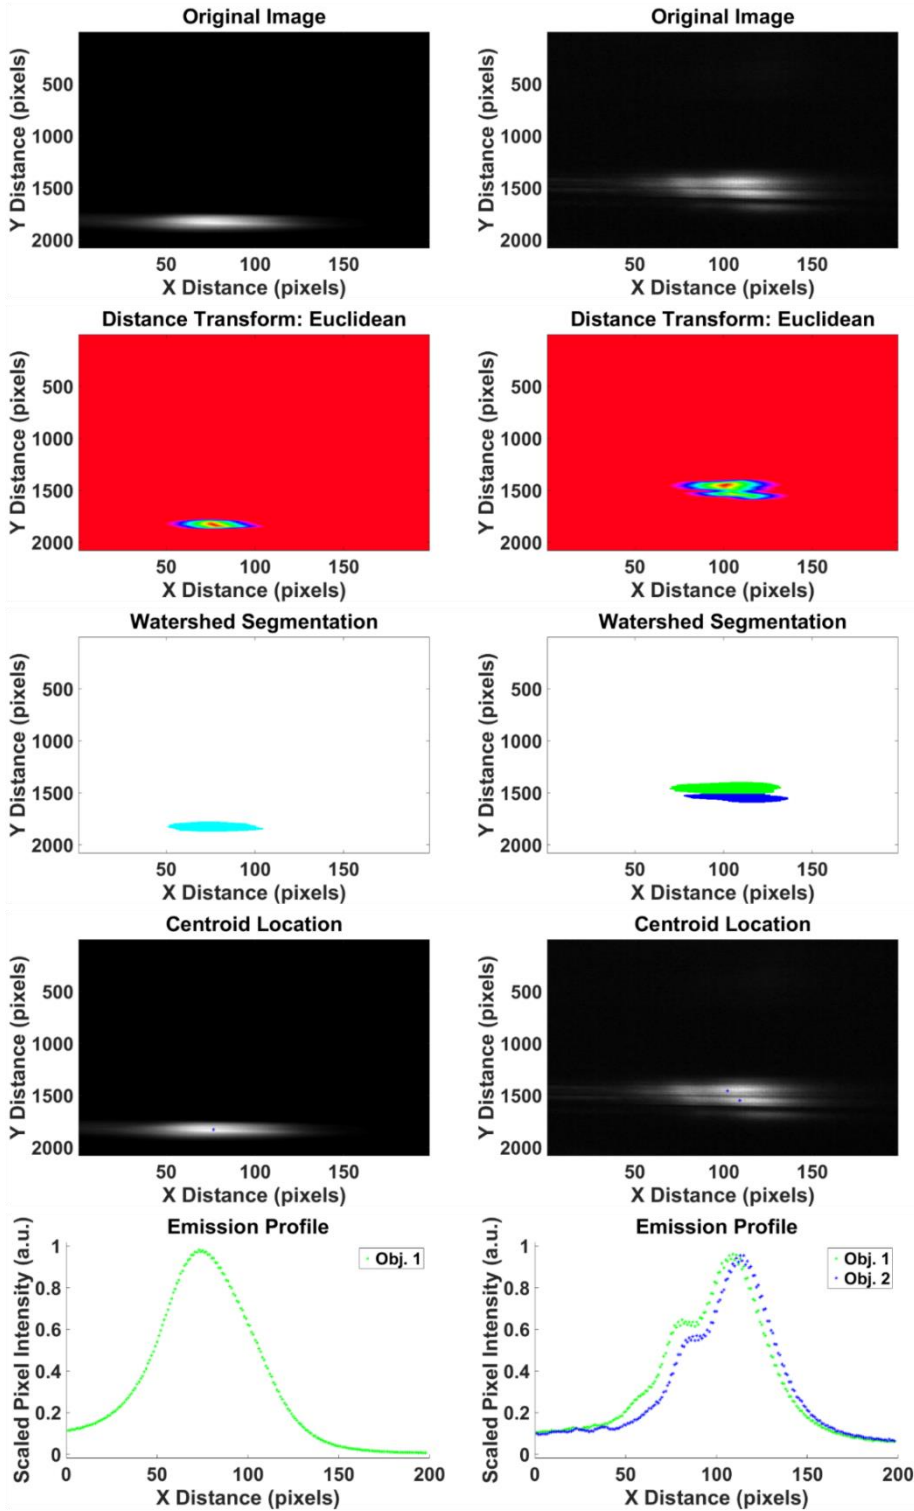 Original Image
Original Image
Y Distance (pixels)
500
1000
1500
2000
50 100 150
X Distance (pixels)
Y Distance (pixels)
500
1000
1500
2000
50 100 150
X Distance (pixels)
Distance Transform: Euclidean
Distance Transform: Euclidean
Y Distance (pixels)
500
1000
1500
2000
50 100 150
X Distance (pixels)
Y Distance (pixels)
500
1000
1500
2000
50 100 150
X Distance (pixels)
Watershed Segmentation
Watershed Segmentation
Y Distance (pixels)
500
1000
1500
2000
50 100 150
X Distance (pixels)
Y Distance (pixels)
500
1000
1500
2000
50 100 150
X Distance (pixels)
Centroid Location
Centroid Location
Y Distance (pixels)
500
1000
1500
2000
50 100 150
X Distance (pixels)
Y Distance (pixels)
500
1000
1500
2000
50 100 150
X Distance (pixels)
Emission Profile
Emission Profile
Scaled Pixel Intensity (a.u.)
1
0.8
0.6
0.4
0.2
0
Obj. 1
0 50 100 150 200
X Distance (pixels)
Scaled Pixel Intensity (a.u.)
1
0.8
0.6
0.4
0.2
0
Obj. 1
Obj. 2
0 50 100 150 200
X Distance (pixels)